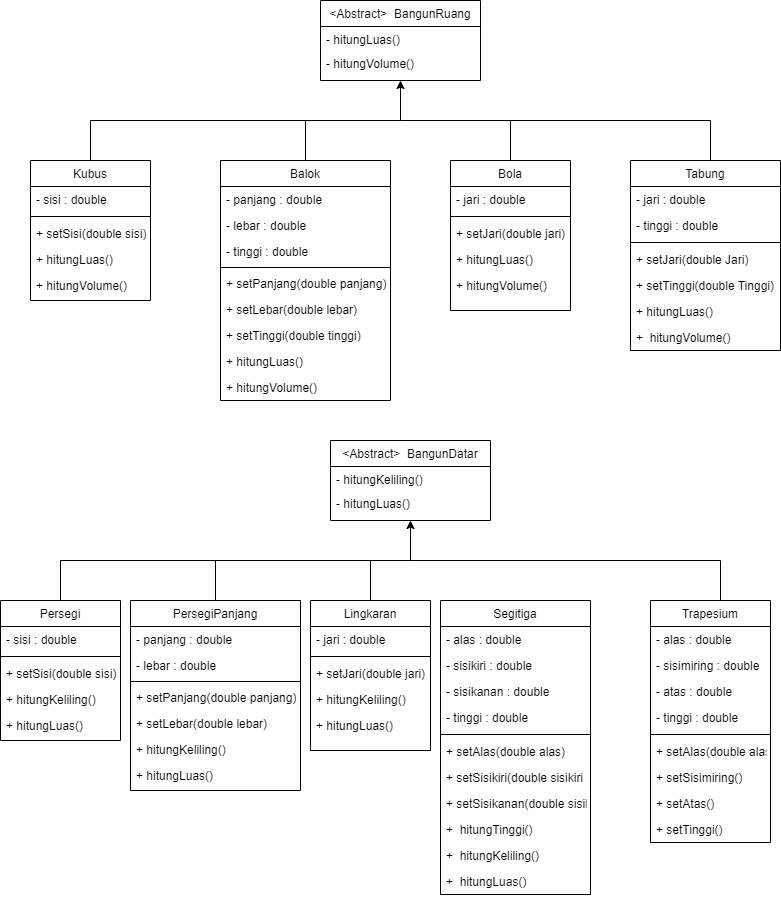 <Abstract>  BangunRuang
- hitungLuas()
- hitungVolume()
Kubus
- sisi : double
+ setSisi(double sisi)
+ hitungLuas()
+ hitungVolume()
Balok
- panjang : double
- lebar : double
- tinggi : double
+ setPanjang(double panjang)
+ setLebar(double lebar)
+ setTinggi(double tinggi)
+ hitungLuas()
+ hitungVolume()
Bola
- jari : double
+ setJari(double jari)
+ hitungLuas()
+ hitungVolume()
Tabung
- jari : double
- tinggi : double
+ setJari(double Jari)
+ setTinggi(double Tinggi)
+ hitungLuas()
+  hitungVolume()
<Abstract>  BangunDatar
- hitungKeliling()
- hitungLuas()
Persegi
- sisi : double
+ setSisi(double sisi)
+ hitungKeliling()
+ hitungLuas()
PersegiPanjang
- panjang : double
- lebar : double
+ setPanjang(double panjang)
+ setLebar(double lebar)
+ hitungKeliling()
+ hitungLuas()
Lingkaran
- jari : double
+ setJari(double jari)
+ hitungKeliling()
+ hitungLuas()
Segitiga
- alas : double
- sisikiri : double
- sisikanan : double
- tinggi : double
+ setAlas(double alas)
+ setSisikiri(double sisikiri
+ setSisikanan(double sisil
+  hitungTinggi()
+  hitungKeliling()
+  hitungLuas()
Trapesium
- alas : double
- sisimiring : double
- atas : double
- tinggi : double
+ setAlas(double alas
+ setSisimiring()
+ setAtas()
+ setTinggi()